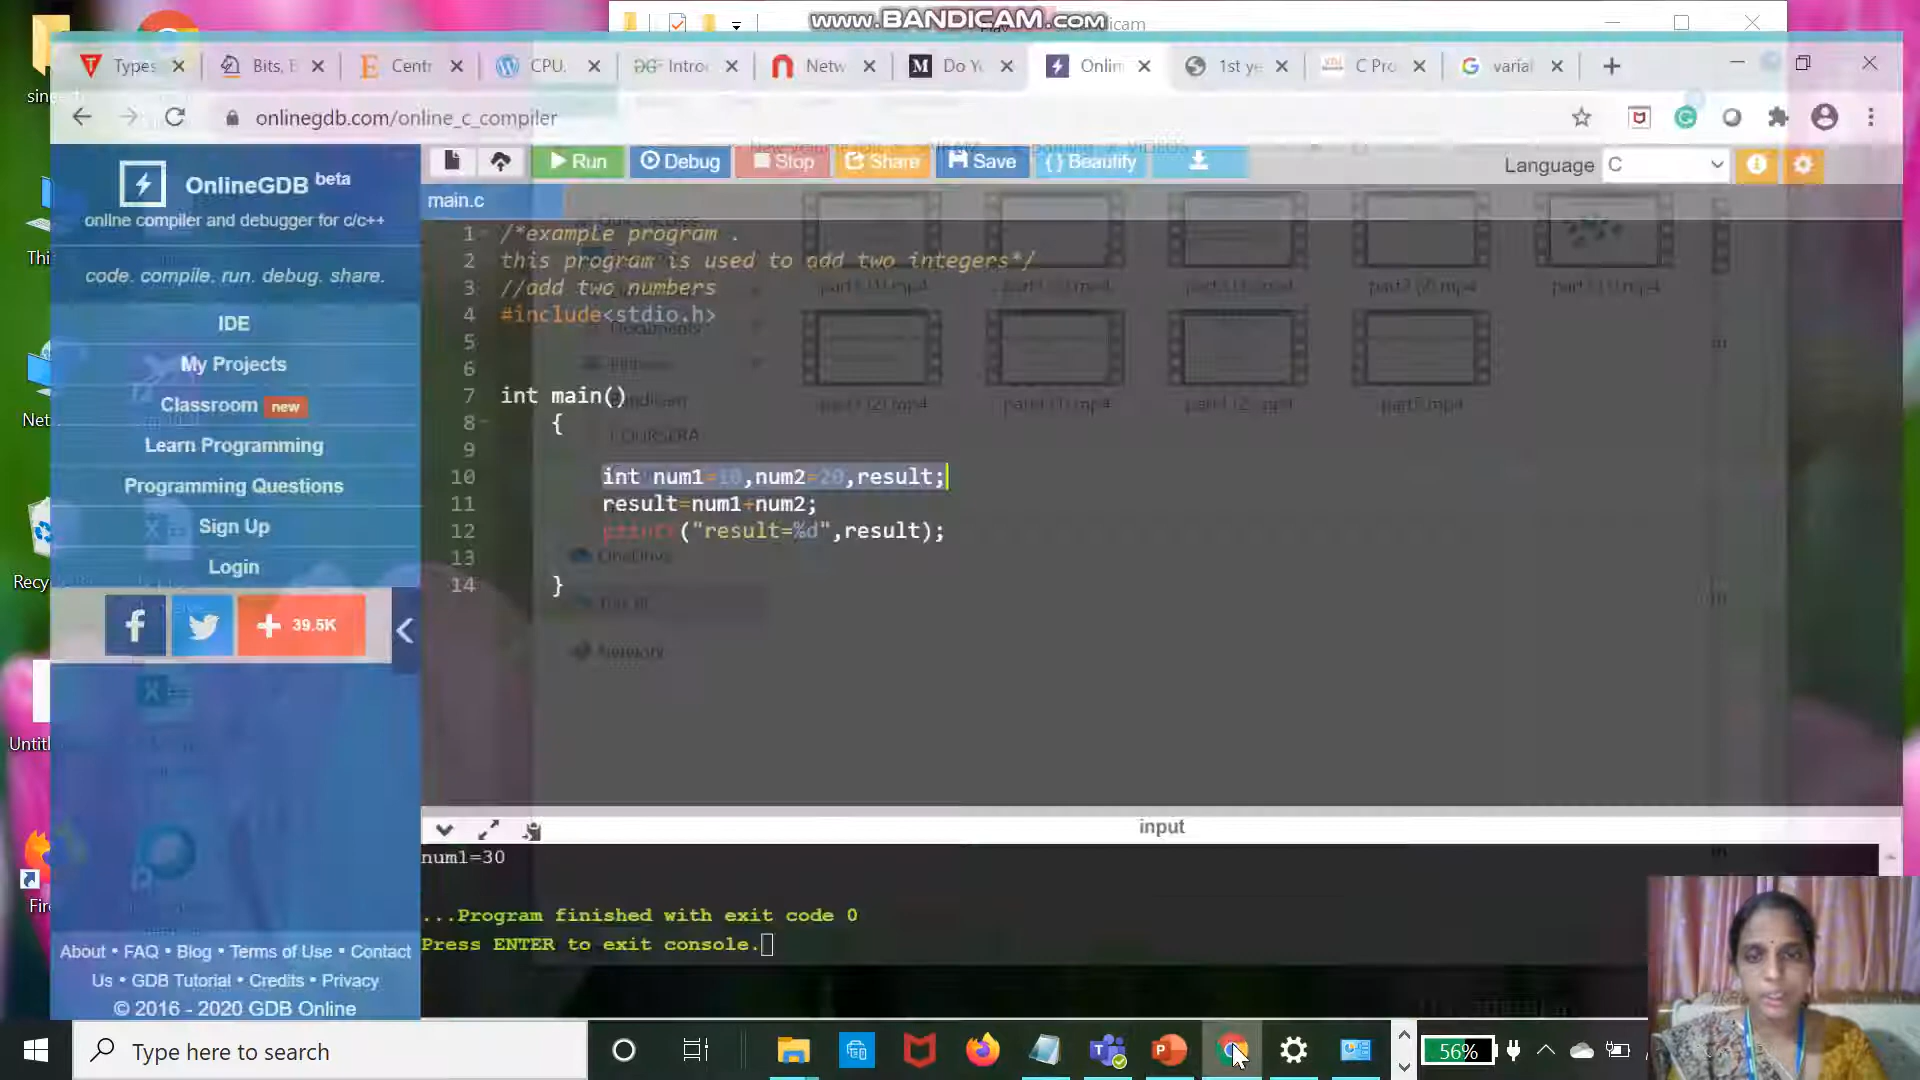 www.BANDICAM.com
Types
Bits, E
Centr
CPU.
Intro
Netw
Do Yo
Onlin
1st ye
C Pro
varial
onlinegdb.com/online_c_compiler
OnlineGDB beta
online compiler and debugger for c/c++
code. compile. run. debug. share.
IDE
My Projects
Classroom new
Learn Programming
Programming Questions
Sign Up
Login
39.5K
About • FAQ • Blog • Terms of Use • Contact
Us • GDB Tutorial • Credits • Privacy
© 2016 - 2020 GDB Online
Run Debug Stop Share Save {} Beautify
Language C
main.c
1 /*example program .
2 this program is used to add two integers*/
3 //add two numbers
4 #include<stdio.h>
5
6
7 int main()
8 {
9
10 int num1=10,num2=20,result;
11 result=num1+num2;
12 printf("result=%d",result);
13
14 }
input
num1=30
...Program finished with exit code 0
Press ENTER to exit console.
Network
Type here to search
56%